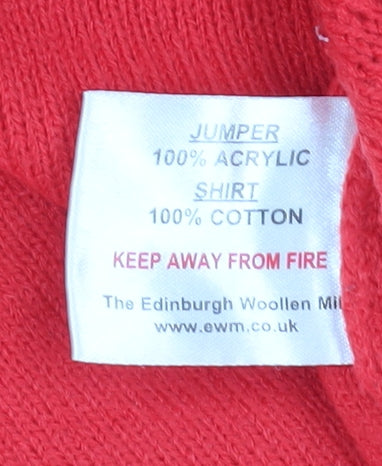 JUMPER
100% ACRYLIC
SHIRT
100% COTTON
KEEP AWAY FROM FIRE
The Edinburgh Woollen Mil
www.ewm.co.uk